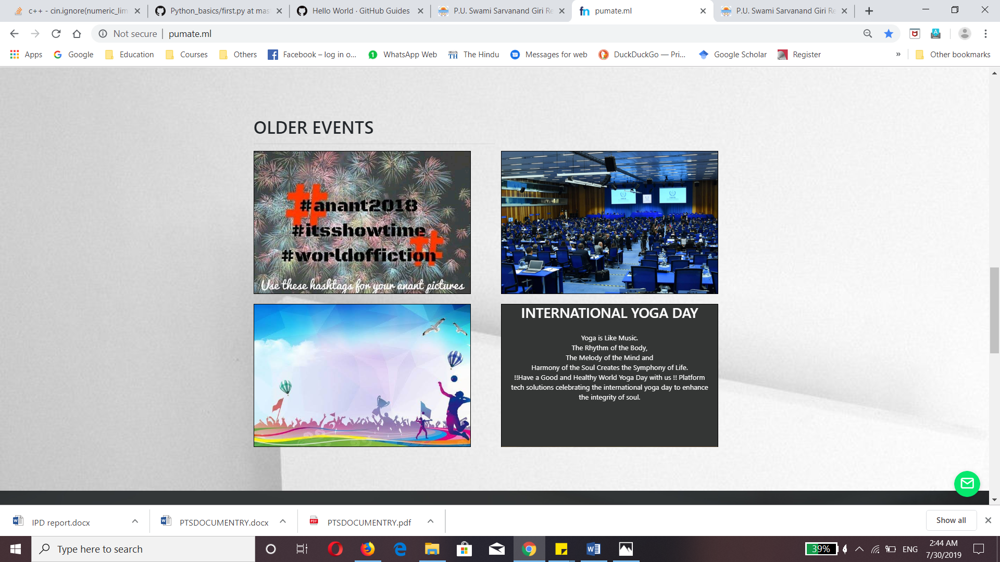 c++ - cin.ignore(numeric_lim
Python_basics/first.py at mas
Hello World · GitHub Guides
P.U. Swami Sarvanand Giri Re
pumate.ml
P.U. Swami Sarvanand Giri Re
Not secure
pumate.ml
Apps
Google
Education
Courses
Others
Facebook – log in o...
WhatsApp Web
The Hindu
Messages for web
DuckDuckGo — Pri...
Google Scholar
Register
»
Other bookmarks
OLDER EVENTS
#anant2018
#itsshowtime
#worldoffiction
Use these hashtags for your anant pictures
IAEA
IAEA
INTERNATIONAL YOGA DAY
Yoga is Like Music.
The Rhythm of the Body,
The Melody of the Mind and
Harmony of the Soul Creates the Symphony of Life.
!!Have a Good and Healthy World Yoga Day with us !! Platform
tech solutions celebrating the international yoga day to enhance
the integrity of soul.
IPD report.docx
PTSDOCUMENTRY.docx
PTSDOCUMENTRY.pdf
Show all
Type here to search
39%
ENG
2:44 AM
7/30/2019